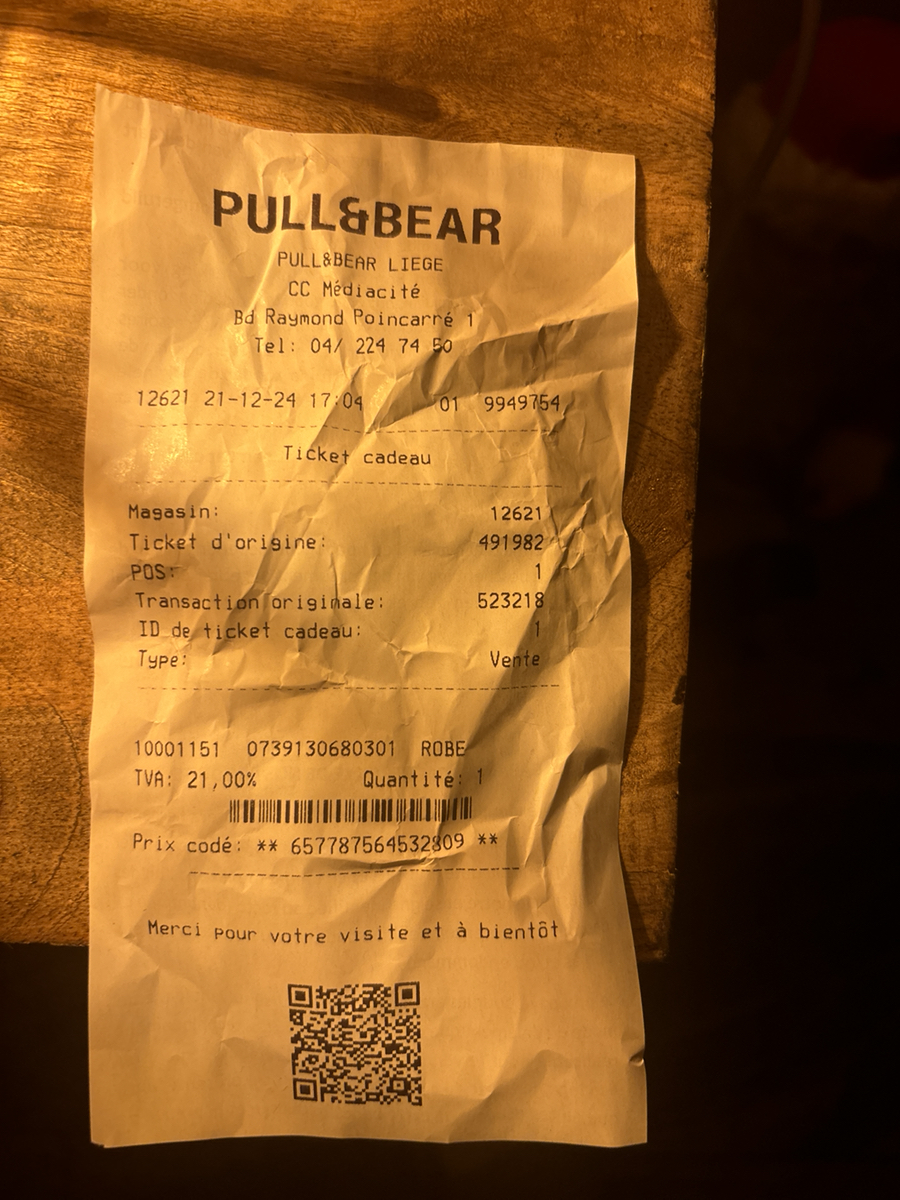 PULL&BEAR
PULL&BEAR LIEGE
CC Médiacité
Bd Raymond Poincarré 1
Tel: 04/ 224 74 50
12621 21-12-24 17:04 01 9949754
Ticket cadeau
Magasin: 12621
Ticket d'origine: 491982
POS: 1
Transaction originale: 523218
ID de ticket cadeau: 1
Type: Vente
10001151 0739130680301 ROBE
TVA: 21,00% Quantité: 1
Prix codé: ** 657787564532809 **
Merci pour votre visite et à bientôt